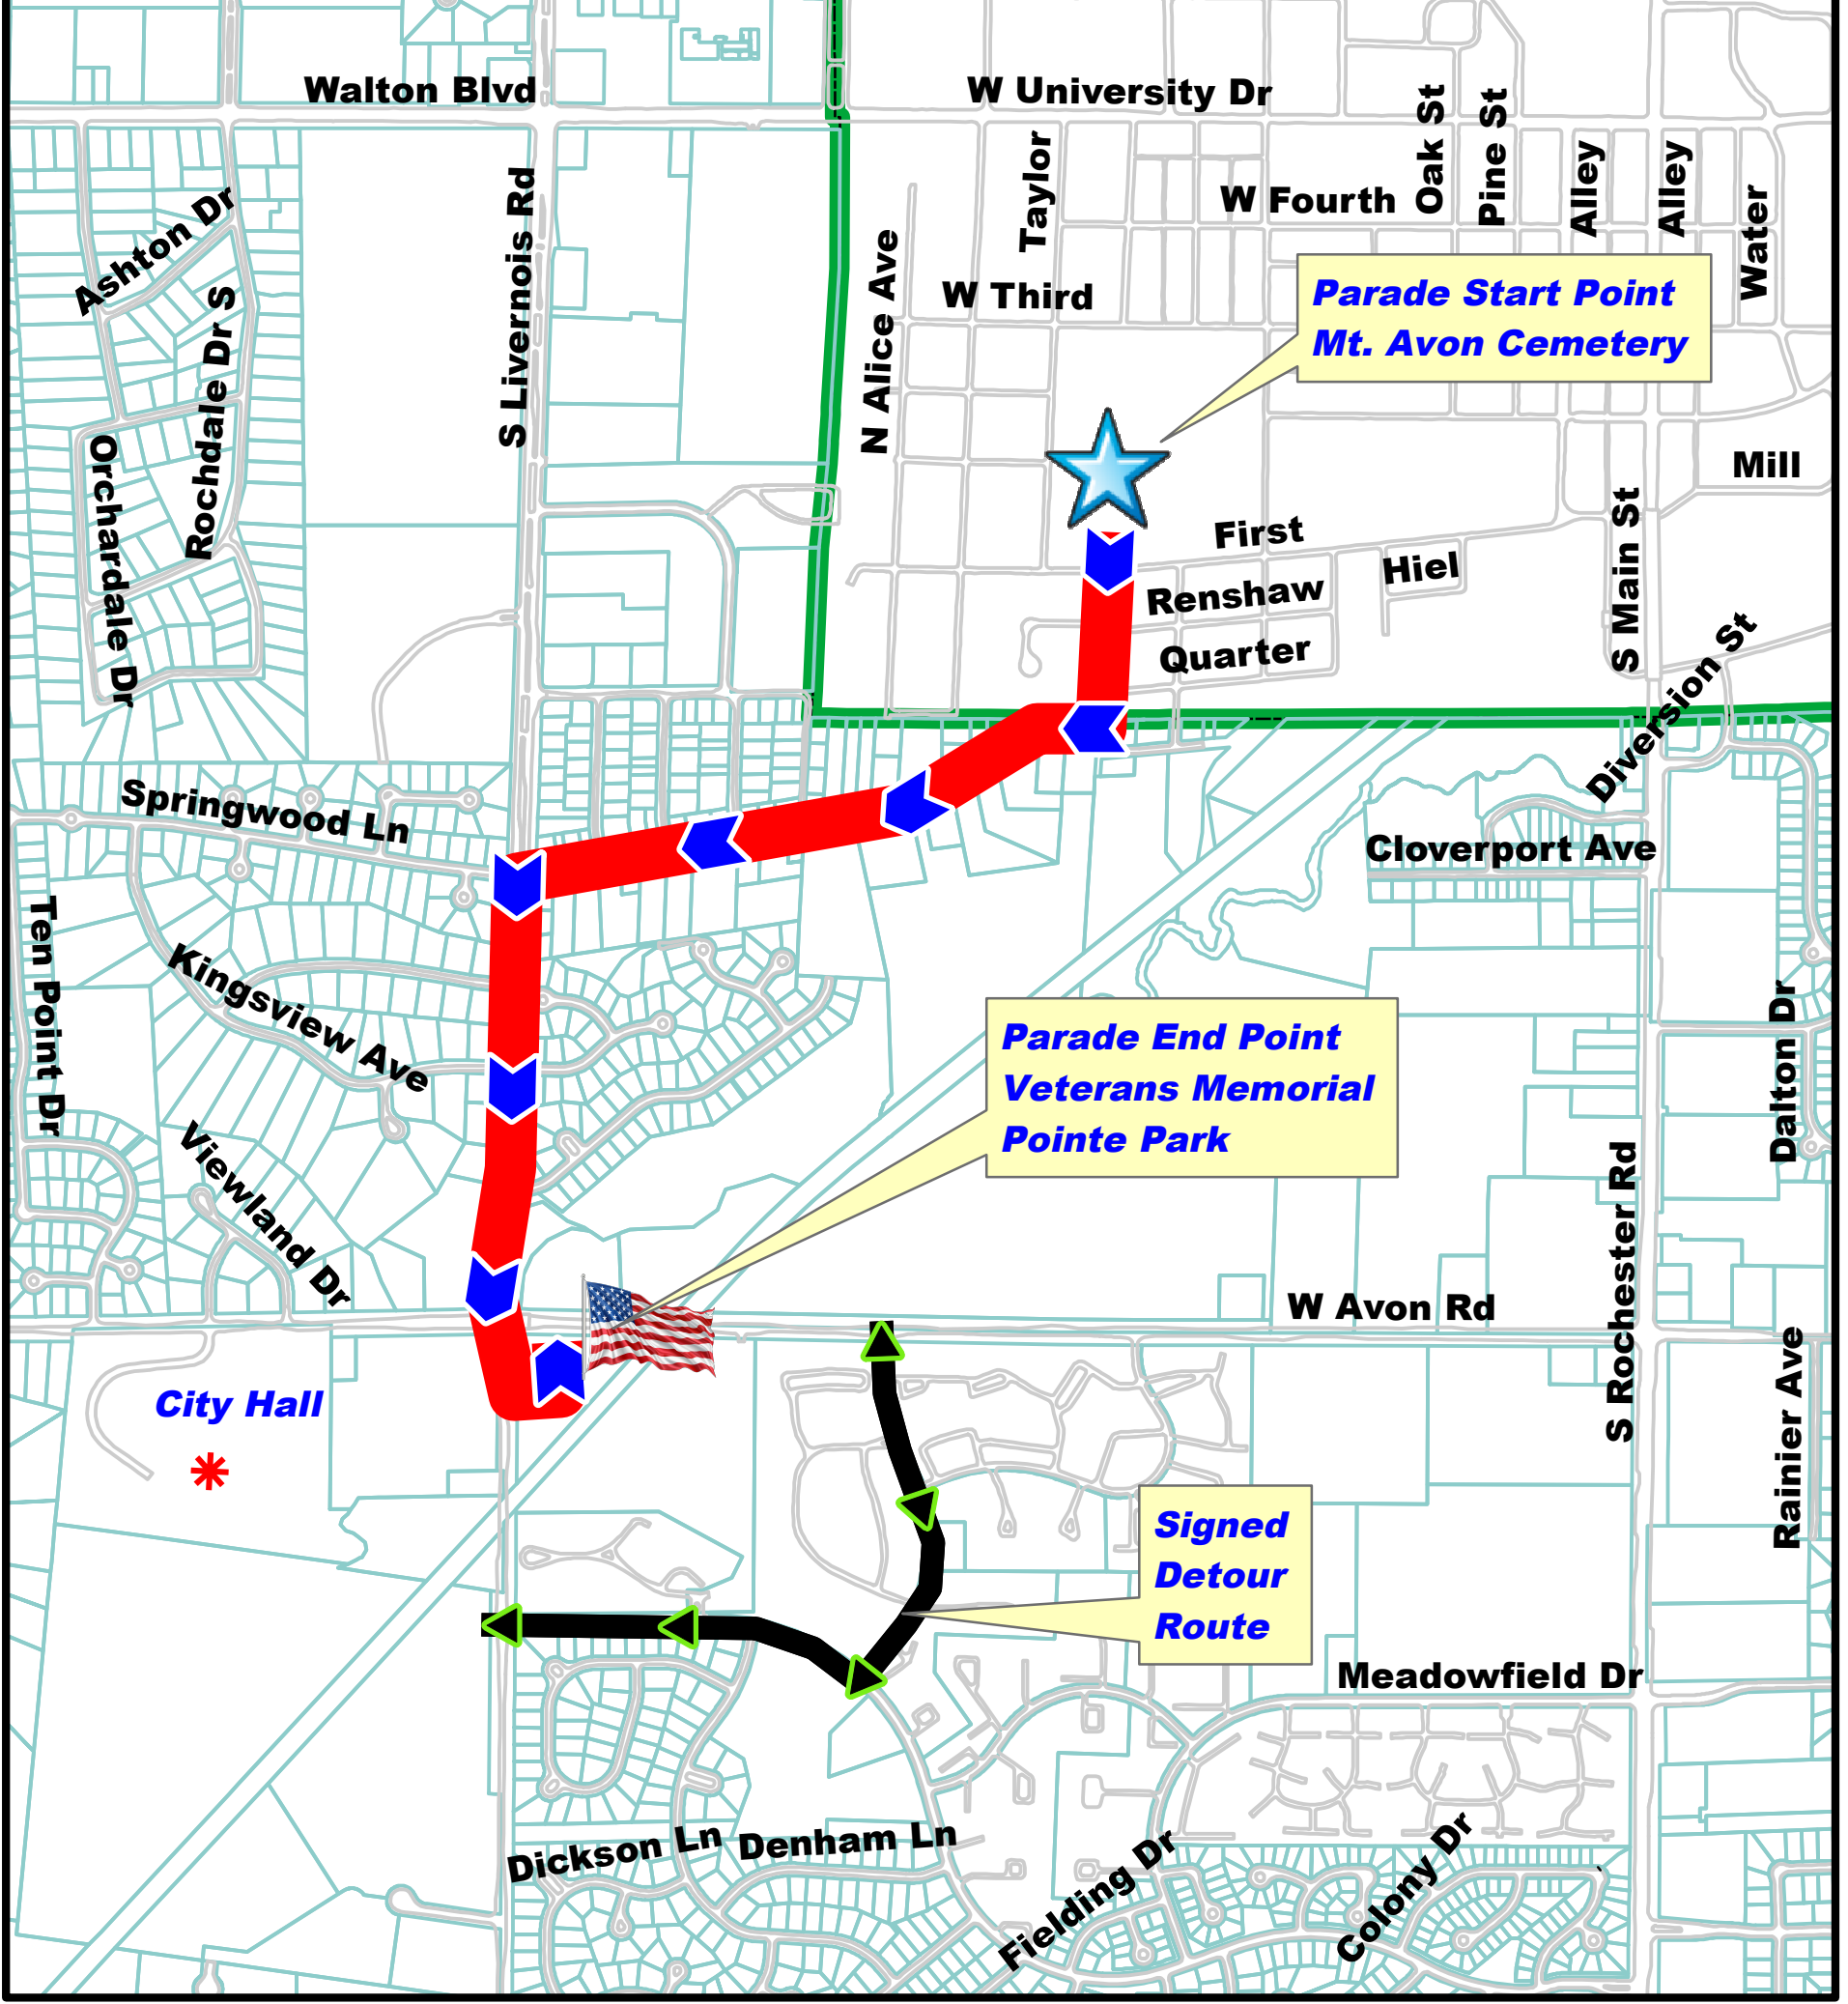 Walton Blvd
W University Dr
Oak St
Pine St
Alley
Alley
Water
Taylor
W Fourth
Ashton Dr
S Livernois Rd
N Alice Ave
W Third
Parade Start Point
Mt. Avon Cemetery
Rochdale Dr S
Orchardale Dr
Mill
First
Hiel
Renshaw
Quarter
S Main St
Diversion St
Springwood Ln
Cloverport Ave
Ten Point Dr
Kingsview Ave
Parade End Point
Veterans Memorial
Pointe Park
Dalton Dr
Viewland Dr
W Avon Rd
S Rochester Rd
Rainier Ave
City Hall
Signed
Detour
Route
Meadowfield Dr
Dickson Ln
Denham Ln
Fielding Dr
Colony Dr